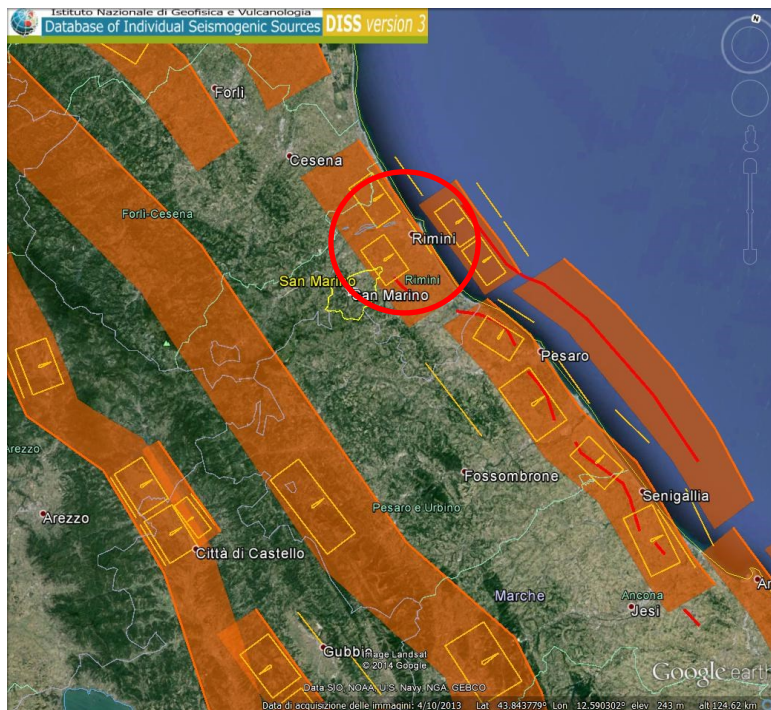 Istituto Nazionale di Geofisica e Vulcanologia
Database of Individual Seismogenic Sources DISS version 3
N
Forlì
Cesena
Forlì-Cesena
Rimini
San Marino Rimini
San Marino
Pesaro
Arezzo
Fossombrone
Senigallia
Pesaro e Urbino
Arezzo
Città di Castello
An
Marche
Ancona
Jesi
Gubbio
Image Landsat
© 2014 Google
Google earth
Data SIO, NOAA, U.S. Navy, NGA, GEBCO
Data di acquisizione delle immagini: 4/10/2013 Lat 43.843779° Lon 12.590302° elev 243 m alt 124.62 km